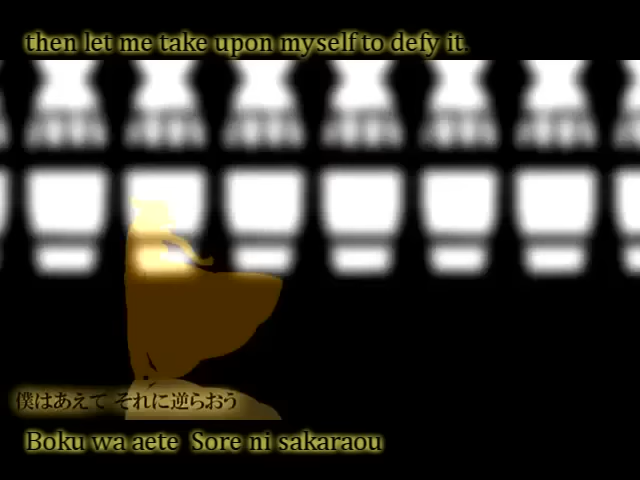 then let me take upon myself to defy it.
僕はあえて それに逆らおう
Boku wa aete Sore ni sakaraou